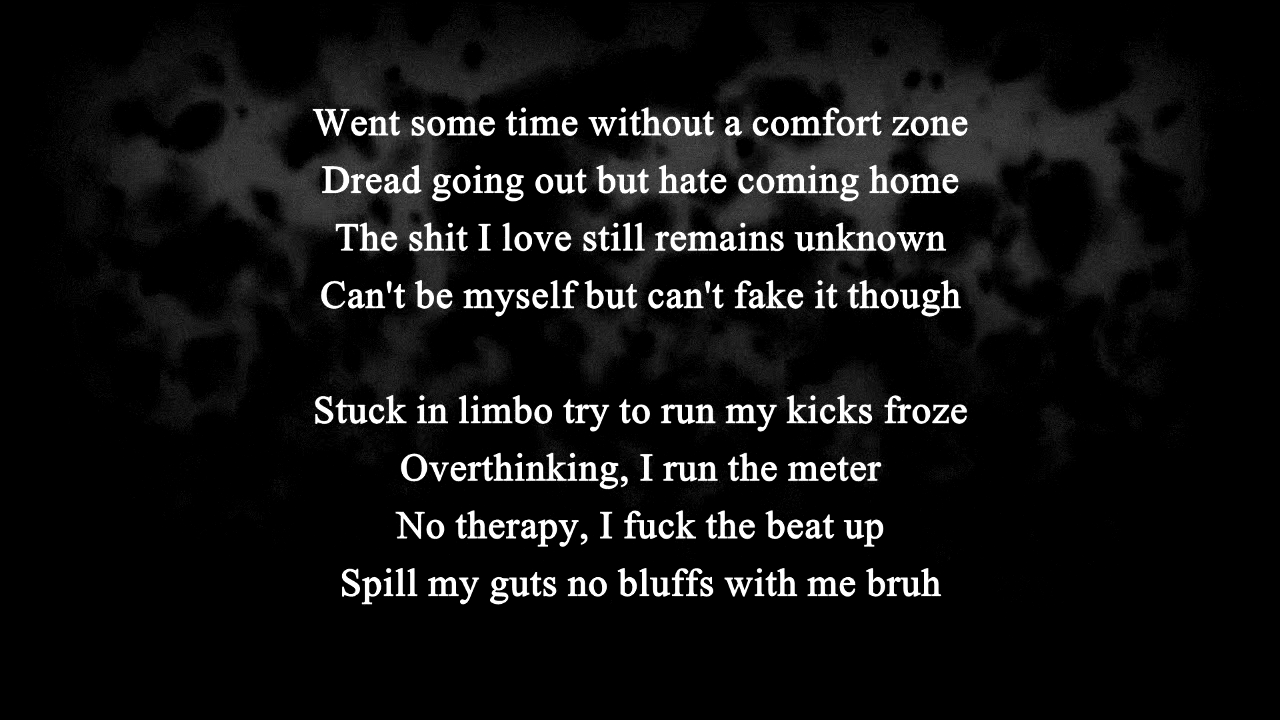 Went some time without a comfort zone
Dread going out but hate coming home
The shit I love still remains unknown
Can't be myself but can't fake it though
Stuck in limbo try to run my kicks froze
Overthinking, I run the meter
No therapy, I fuck the beat up
Spill my guts no bluffs with me bruh